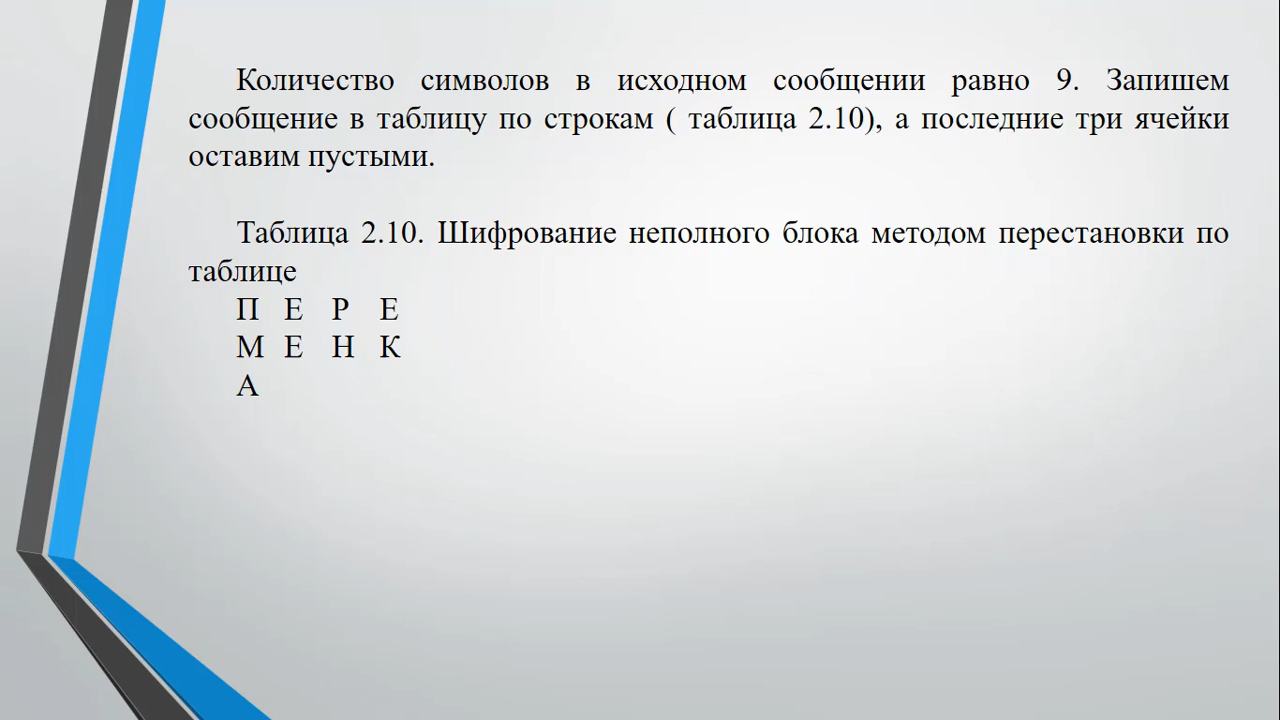 Количество символов в исходном сообщении равно 9. Запишем
сообщение в таблицу по строкам ( таблица 2.10), а последние три ячейки
оставим пустыми.
Таблица 2.10. Шифрование неполного блока методом перестановки по
таблице
П Е Р Е
М Е Н К
А